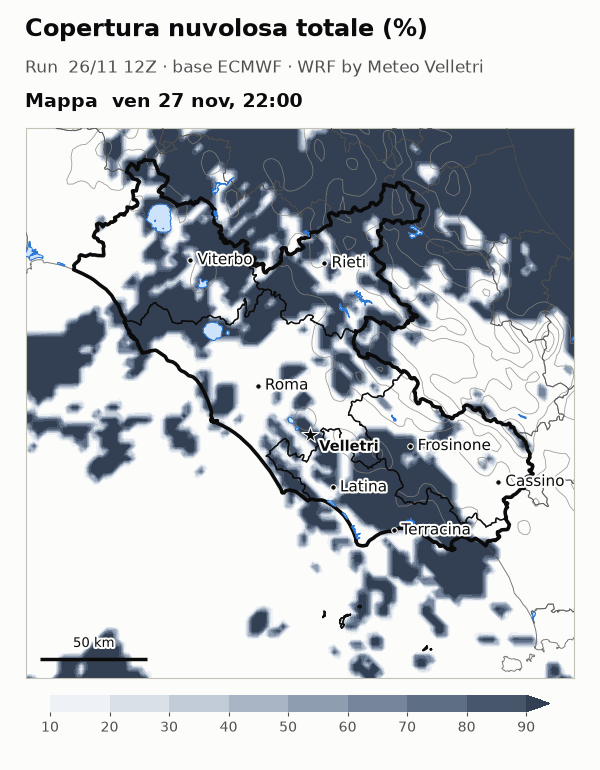 Copertura nuvolosa totale (%)
Run  26/11 12Z · base ECMWF · WRF by Meteo Velletri
Mappa  ven 27 nov, 22:00
Viterbo
Rieti
Roma
Velletri
Frosinone
Cassino
Latina
Terracina
50 km
10 20 30 40 50 60 70 80 90